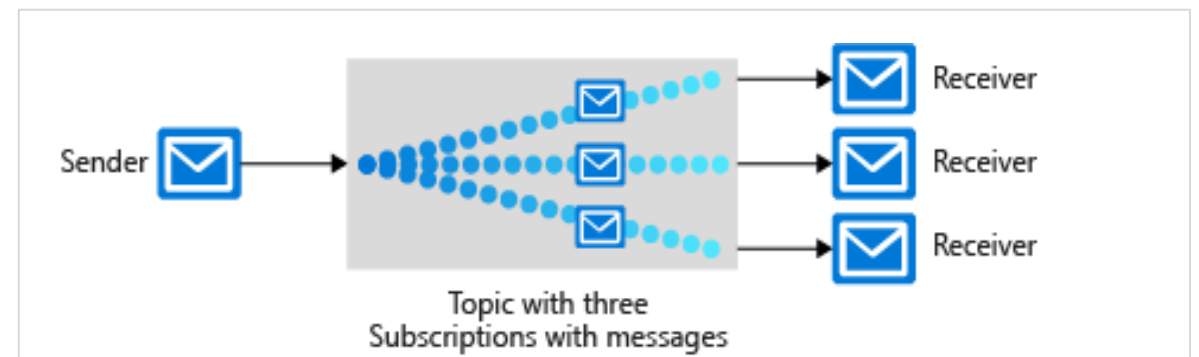 Receiver
Sender
Receiver
Receiver
Topic with three
Subscriptions with messages